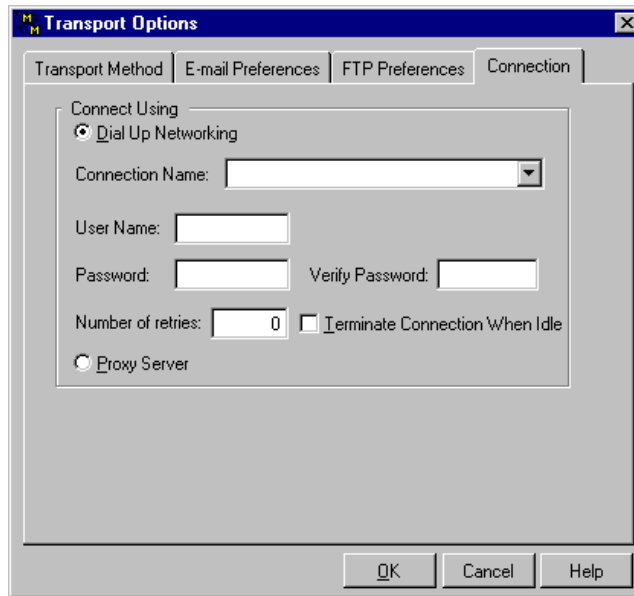 MM Transport Options
Transport Method E-mail Preferences FTP Preferences Connection
Connect Using
Dial Up Networking
Connection Name:
User Name:
Password: Verify Password:
Number of retries: 0 Terminate Connection When Idle
Proxy Server
OK Cancel Help